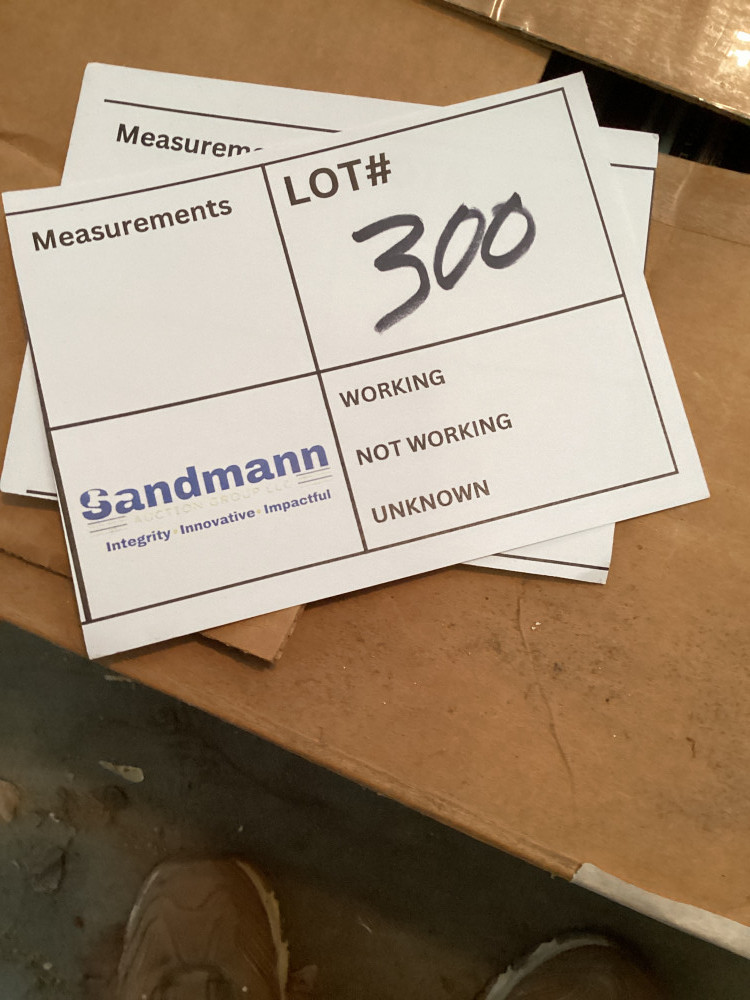 Measurem
Measurements
LOT#
300
WORKING
NOT WORKING
UNKNOWN
Sandmann
AUCTION GROUP LLC
Integrity · Innovative · Impactful